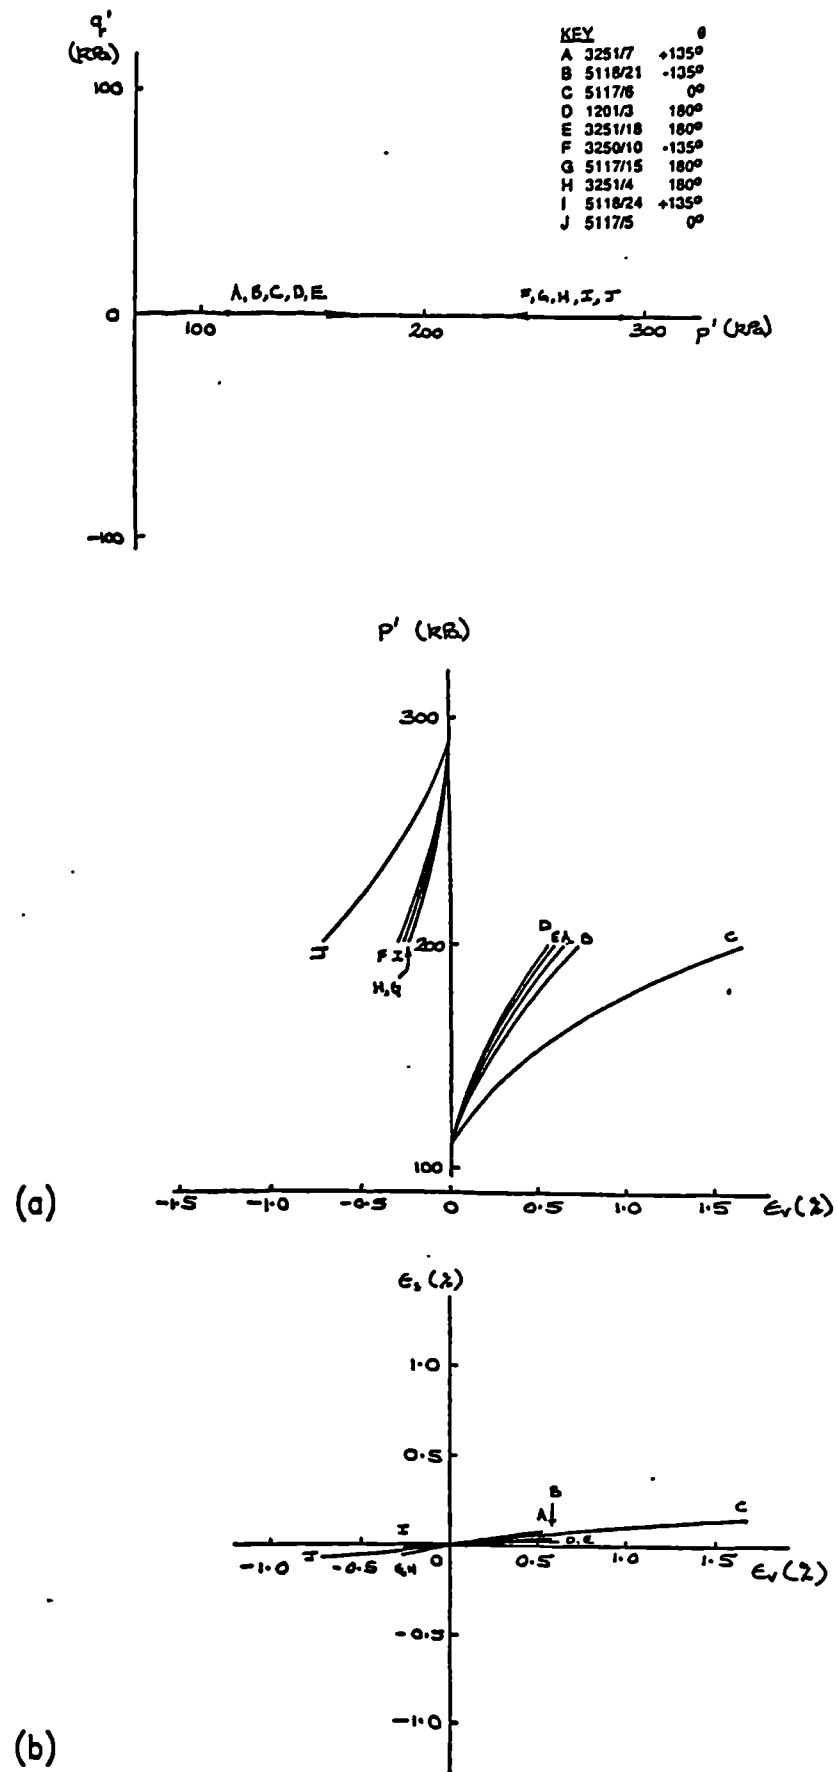 q'
(kPa)
100
0
-100
100
200
300
p' (kPa)
A, B, C, D, E
F, G, H, I, J
KEY θ
A 3251/7 +135°
B 5118/21 -135°
C 5117/6 0°
D 1201/3 180°
E 3251/18 180°
F 3250/10 -135°
G 5117/15 180°
H 3251/4 180°
I 5118/24 +135°
J 5117/5 0°
P' (kPa)
300
200
100
J
F I
H, G
D
E A B
C
-1.5 -1.0 -0.5 0 0.5 1.0 1.5 εv (%)
(a)
εs (%)
1.0
0.5
B
A
C
I
J
G,H
D, E
-1.0 -0.5 0 0.5 1.0 1.5 εv (%)
-0.5
-1.0
(b)